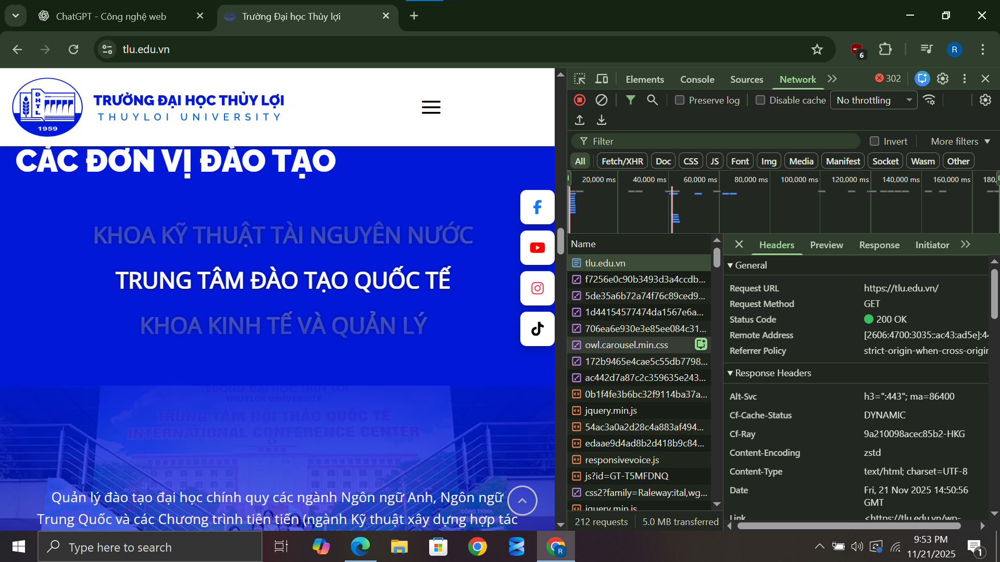 ChatGPT - Công nghệ web
Trường Đại học Thủy lợi
tlu.edu.vn
6
R
ĐHTL
1959
TRƯỜNG ĐẠI HỌC THỦY LỢI
THUYLOI UNIVERSITY
CÁC ĐƠN VỊ ĐÀO TẠO
KHOA KỸ THUẬT TÀI NGUYÊN NƯỚC
TRUNG TÂM ĐÀO TẠO QUỐC TẾ
KHOA KINH TẾ VÀ QUẢN LÝ
TRƯỜNG ĐẠI HỌC THỦY LỢI
THUYLOI UNIVERSITY
TRUNG TÂM HỘI THẢO QUỐC TẾ
INTERNATIONAL CONFERENCE CENTER
Quản lý đào tạo đại học chính quy các ngành Ngôn ngữ Anh, Ngôn ngữ
Trung Quốc và các Chương trình tiên tiến (ngành Kỹ thuật xây dựng hợp tác
Elements Console Sources Network 302
Preserve log Disable cache No throttling
Filter Invert More filters
All Fetch/XHR Doc CSS JS Font Img Media Manifest Socket Wasm Other
20,000 ms 40,000 ms 60,000 ms 80,000 ms 100,000 ms 120,000 ms 140,000 ms 160,000 ms 180,
Name
tlu.edu.vn
f7256e0c90b3493d3a4ccdb...
5de35a6b72a74f76c89ced9...
1d44154577474da1567e6a...
706ea6e930e3e85ee084c31...
owl.carousel.min.css
172b9465e4cae5c55db7798...
ac442d7a87c2c359635e243...
0b1f4fe3b6bc32f9114ba37a...
jquery.min.js
54ac3a0a2d28c4a883af494...
edaae9d4ad8b2d418b9c84...
responsivevoice.js
js?id=GT-T5MFDNQ
css2?family=Raleway:ital,wg...
jquery.min.js
212 requests 5.0 MB transferred
Headers Preview Response Initiator
General
Request URL https://tlu.edu.vn/
Request Method GET
Status Code 200 OK
Remote Address [2606:4700:3035::ac43:ad5e]:44
Referrer Policy strict-origin-when-cross-origin
Response Headers
Alt-Svc h3=":443"; ma=86400
Cf-Cache-Status DYNAMIC
Cf-Ray 9a210098acec85b2-HKG
Content-Encoding zstd
Content-Type text/html; charset=UTF-8
Date Fri, 21 Nov 2025 14:50:56
GMT
Link <https://tlu.edu.vn/wp-
Type here to search
R
9:53 PM
11/21/2025
1